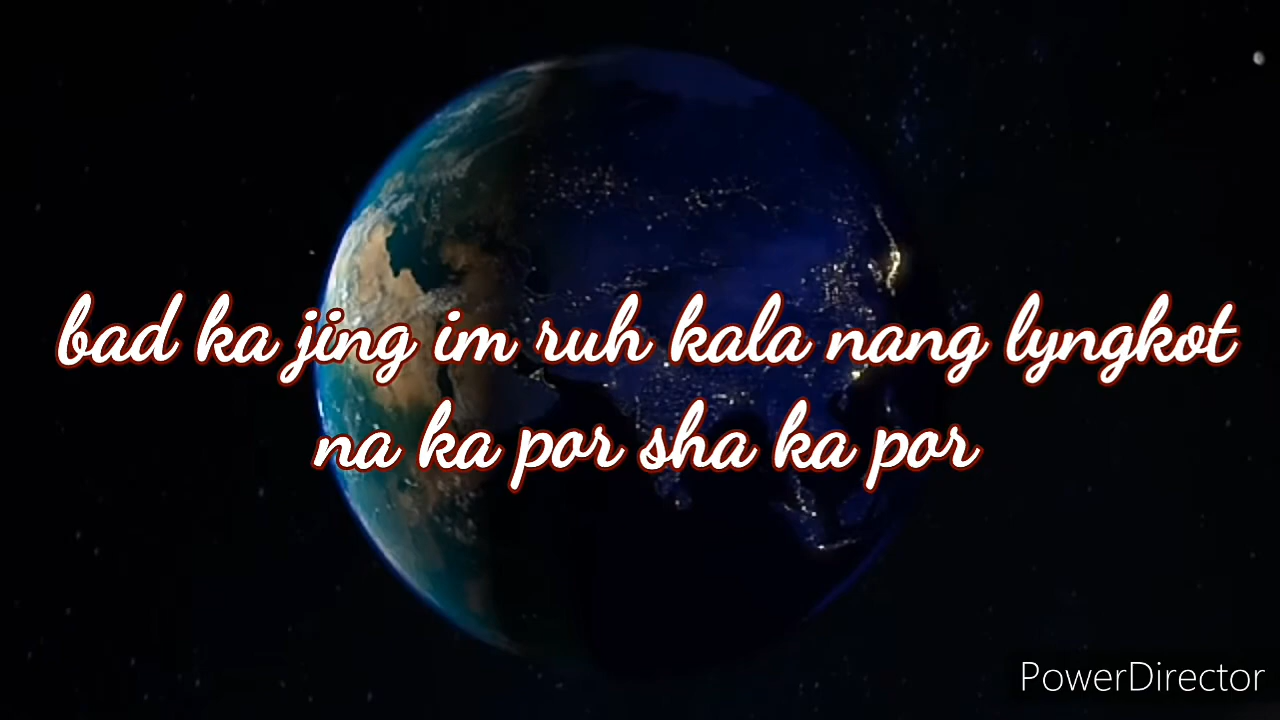 bad ka jing im ruh kala nang lyngkot
na ka por sha ka por
PowerDirector